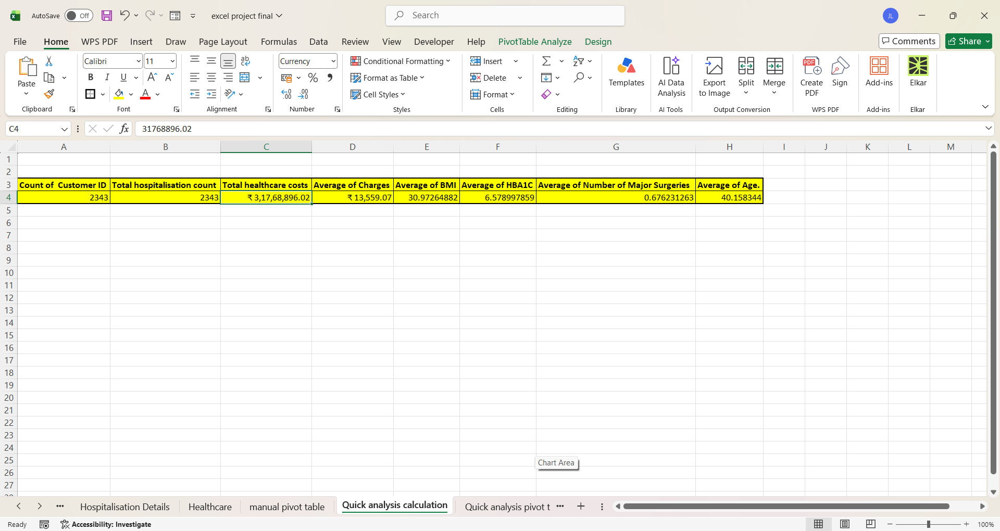 AutoSave Off excel project final Search JL
File Home WPS PDF Insert Draw Page Layout Formulas Data Review View Developer Help PivotTable Analyze Design Comments Share
Paste
Clipboard
Calibri 11
B I U A A
A
Font
ab
Alignment
Currency
% 9
.00 .00
Number
Conditional Formatting
Format as Table
Cell Styles
Styles
Insert
Delete
Format
Cells
Editing
Templates
Library
AI Data
Analysis
AI Tools
Export
to Image
Split
Merge
Output Conversion
PDF
Create
PDF
Sign
WPS PDF
Add-ins
Add-ins
Elkar
Elkar
C4 fx 31768896.02
A B C D E F G H I J K L M
1
2
3 Count of  Customer ID Total hospitalisation count Total healthcare costs Average of Charges Average of BMI Average of HBA1C Average of Number of Major Surgeries Average of Age.
4 2343 2343 ₹ 3,17,68,896.02 ₹ 13,559.07 30.97264882 6.578997859 0.676231263 40.158344
5
6
7
8
9
10
11
12
13
14
15
16
17
18
19
20
21
22
23
24
25
Chart Area
26
27
Hospitalisation Details Healthcare manual pivot table Quick analysis calculation Quick analysis pivot t
Ready Accessibility: Investigate 100%